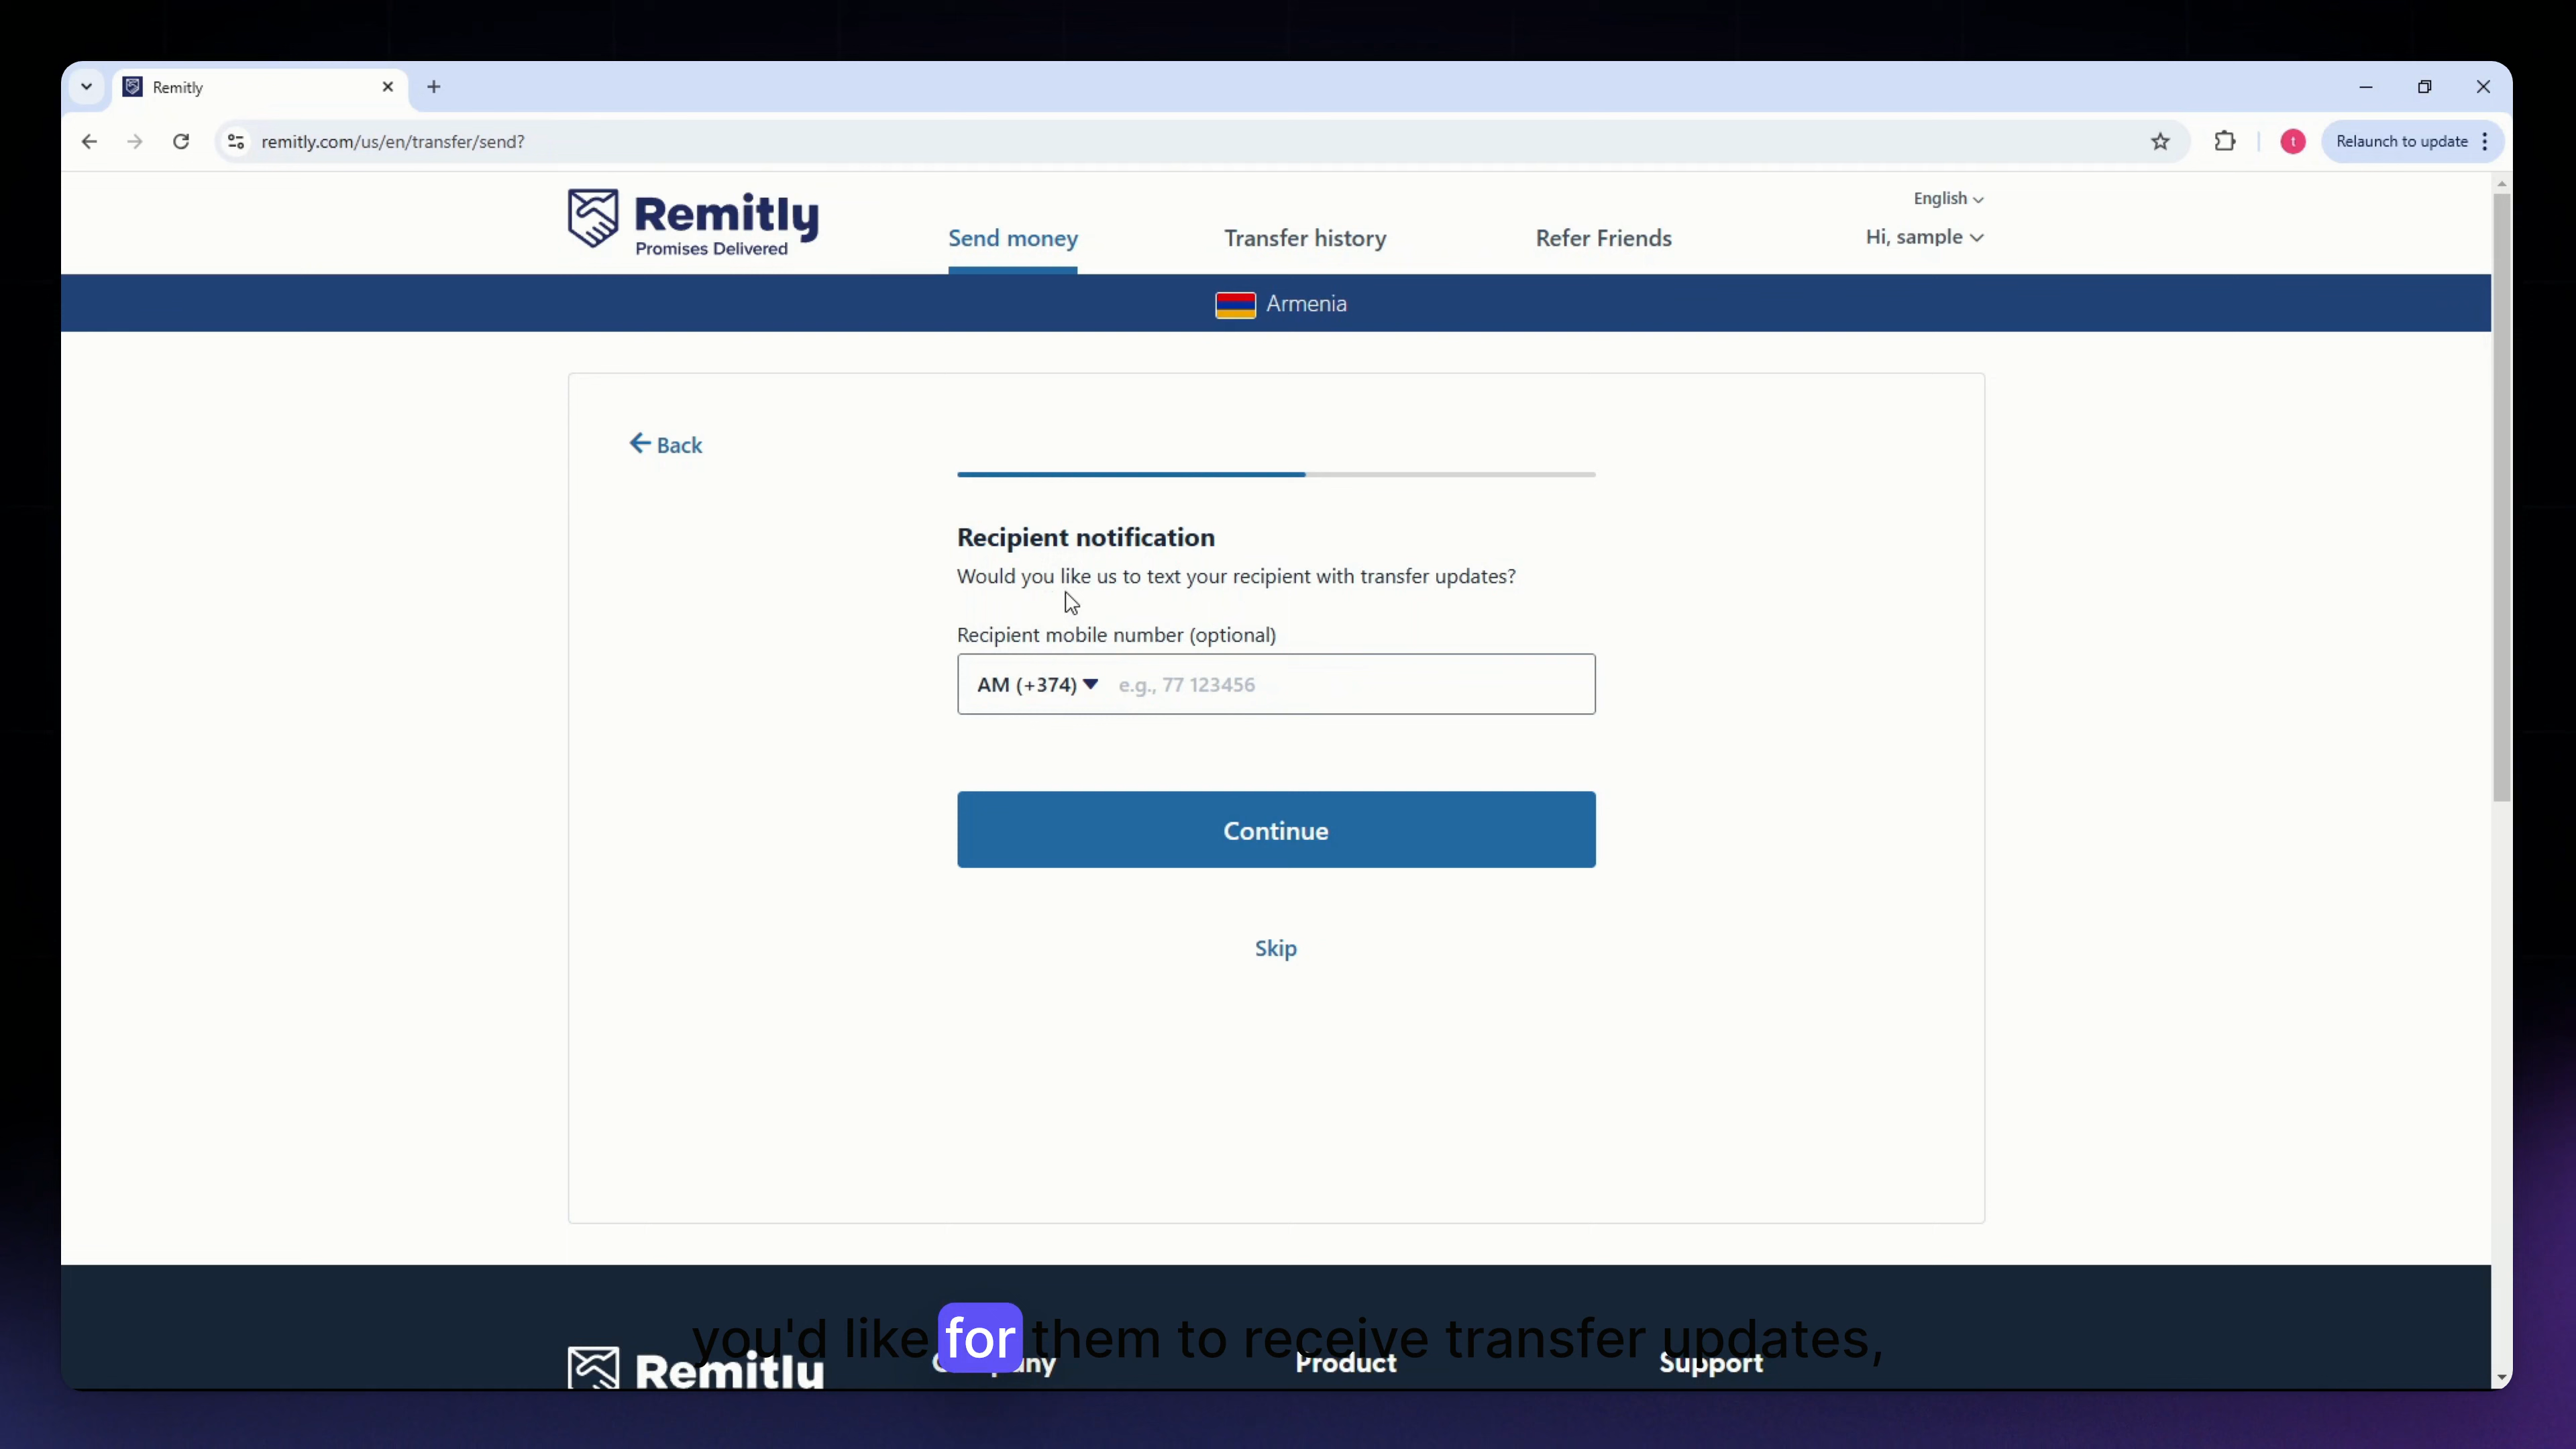 Remitly
remitly.com/us/en/transfer/send?
t
Relaunch to update
Remitly
Promises Delivered
Send money
Transfer history
Refer Friends
English
Hi, sample
Armenia
Back
Recipient notification
Would you like us to text your recipient with transfer updates?
Recipient mobile number (optional)
AM (+374)
e.g., 77 123456
Continue
Skip
you'd like for them to receive transfer updates,
Remitly
Product
Support